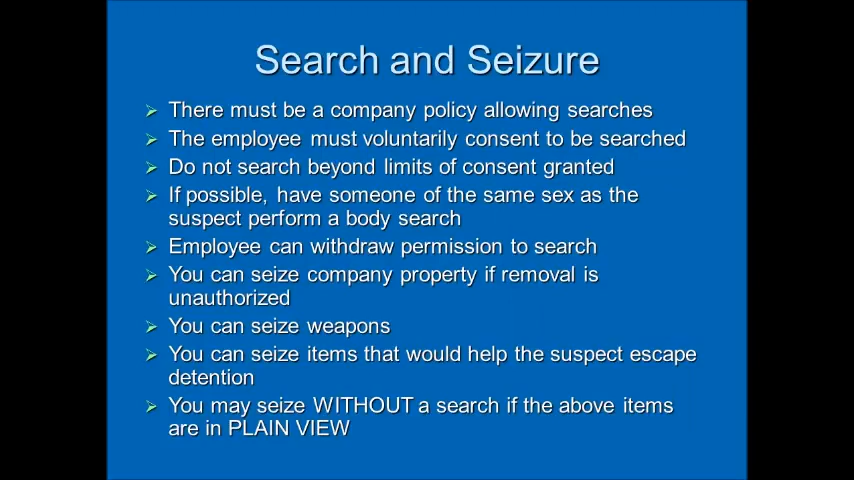 Search and Seizure
There must be a company policy allowing searches
The employee must voluntarily consent to be searched
Do not search beyond limits of consent granted
If possible, have someone of the same sex as the
suspect perform a body search
Employee can withdraw permission to search
You can seize company property if removal is
unauthorized
You can seize weapons
You can seize items that would help the suspect escape
detention
You may seize WITHOUT a search if the above items
are in PLAIN VIEW